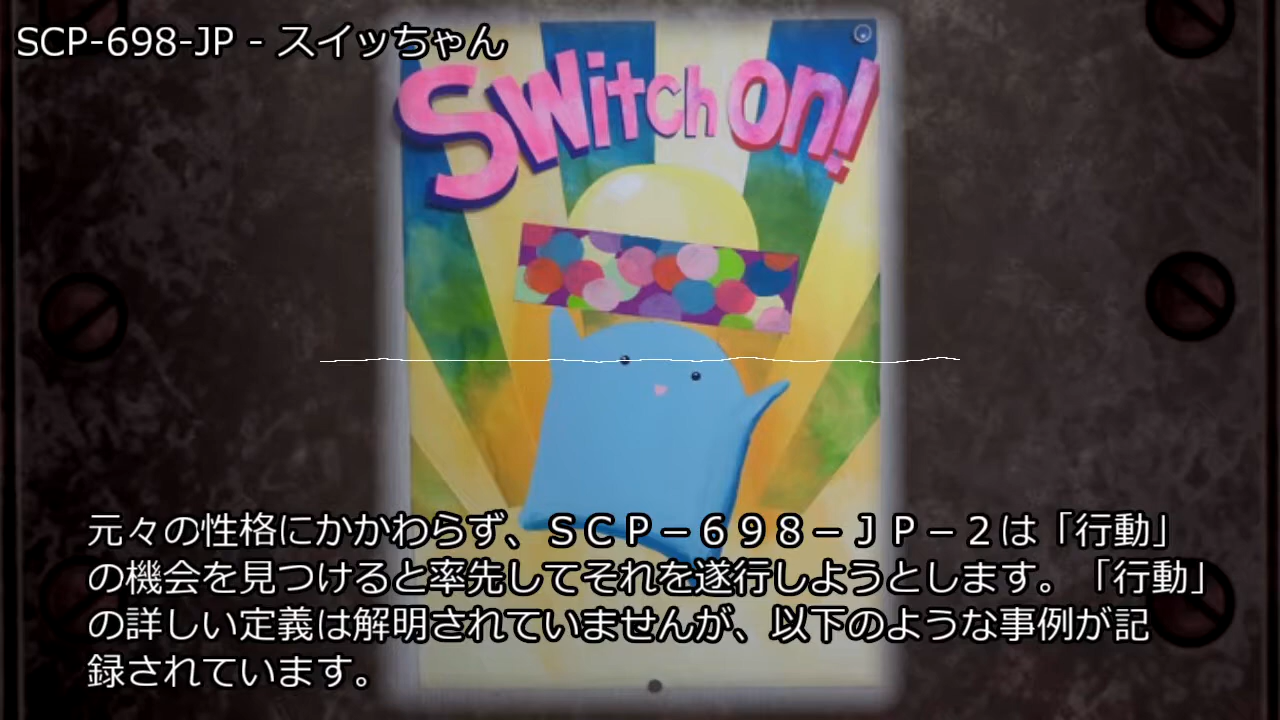 SCP-698-JP - スイッちゃん
Switch on!
元々の性格にかかわらず、ＳＣＰ－６９８－ＪＰ－２は「行動」
の機会を見つけると率先してそれを遂行しようとします。「行動」
の詳しい定義は解明されていませんが、以下のような事例が記
録されています。